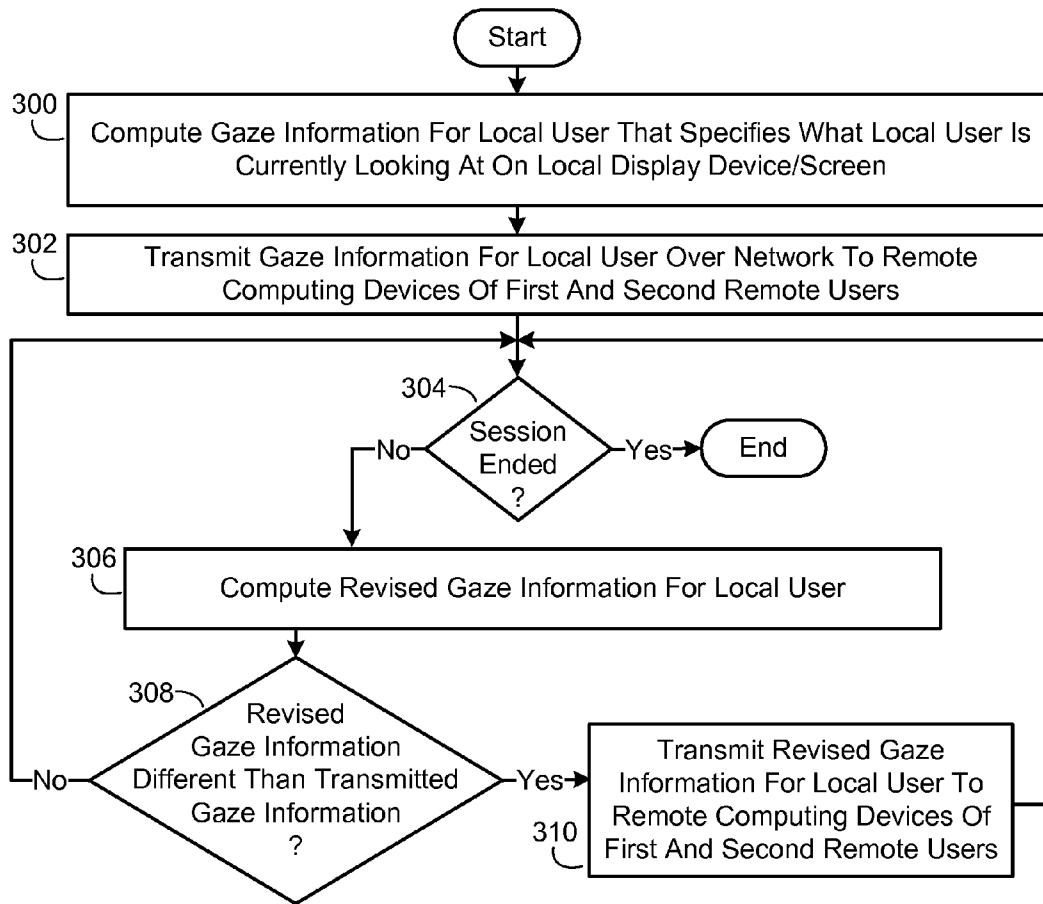 Start
300
Compute Gaze Information For Local User That Specifies What Local User Is
Currently Looking At On Local Display Device/Screen
302
Transmit Gaze Information For Local User Over Network To Remote
Computing Devices Of First And Second Remote Users
304
Session
Ended
?
No
Yes
End
306
Compute Revised Gaze Information For Local User
308
Revised
Gaze Information
Different Than Transmitted
Gaze Information
?
No
Yes
Transmit Revised Gaze
Information For Local User To
Remote Computing Devices Of
First And Second Remote Users
310